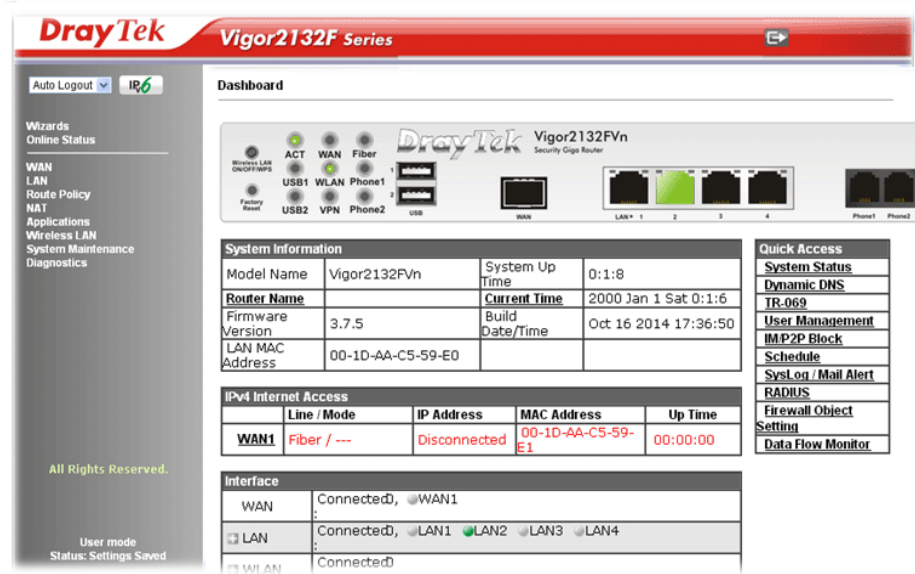 DrayTek
Vigor2132F Series
Auto Logout
IPv6
Dashboard
Wizards
Online Status
WAN
LAN
Route Policy
NAT
Applications
Wireless LAN
System Maintenance
Diagnostics
All Rights Reserved.
User mode
Status: Settings Saved
DrayTek
Vigor2132FVn
Security Giga Router
Wireless LAN
ON/OFF/WPS
Factory
Reset
ACT WAN Fiber
USB1 WLAN Phone1
USB2 VPN Phone2
1
2
USB
WAN
LAN 1 2 3 4
Phone1 Phone2
System Information
Model Name Vigor2132FVn System Up Time 0:1:8
Router Name Current Time 2000 Jan 1 Sat 0:1:6
Firmware Version 3.7.5 Build Date/Time Oct 16 2014 17:36:50
LAN MAC Address 00-1D-AA-C5-59-E0
IPv4 Internet Access
Line / Mode IP Address MAC Address Up Time
WAN1 Fiber / --- Disconnected 00-1D-AA-C5-59-E1 00:00:00
Interface
WAN Connected0, WAN1
:
LAN Connected0, LAN1 LAN2 LAN3 LAN4
:
WLAN Connected0
Quick Access
System Status
Dynamic DNS
TR-069
User Management
IM/P2P Block
Schedule
SysLog / Mail Alert
RADIUS
Firewall Object
Setting
Data Flow Monitor